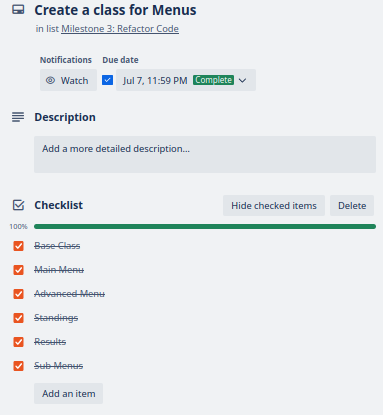 Create a class for Menus
in list Milestone 3: Refactor Code
Notifications Due date
Watch Jul 7, 11:59 PM Complete
Description
Add a more detailed description...
Checklist Hide checked items Delete
100%
Base Class
Main Menu
Advanced Menu
Standings
Results
Sub Menus
Add an item